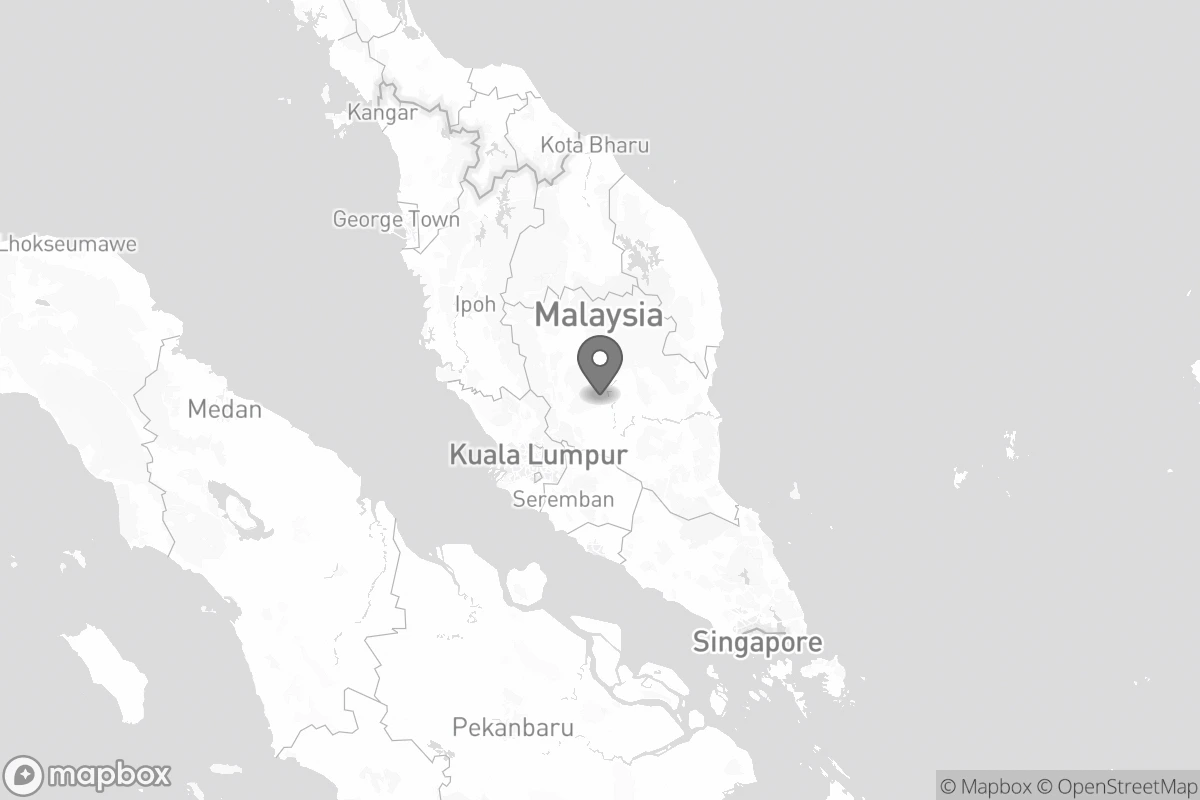 Kangar
Kota Bharu
George Town
Lhokseumawe
Ipoh
Malaysia
Medan
Kuala Lumpur
Seremban
Singapore
Pekanbaru
mapbox
© Mapbox © OpenStreetMap